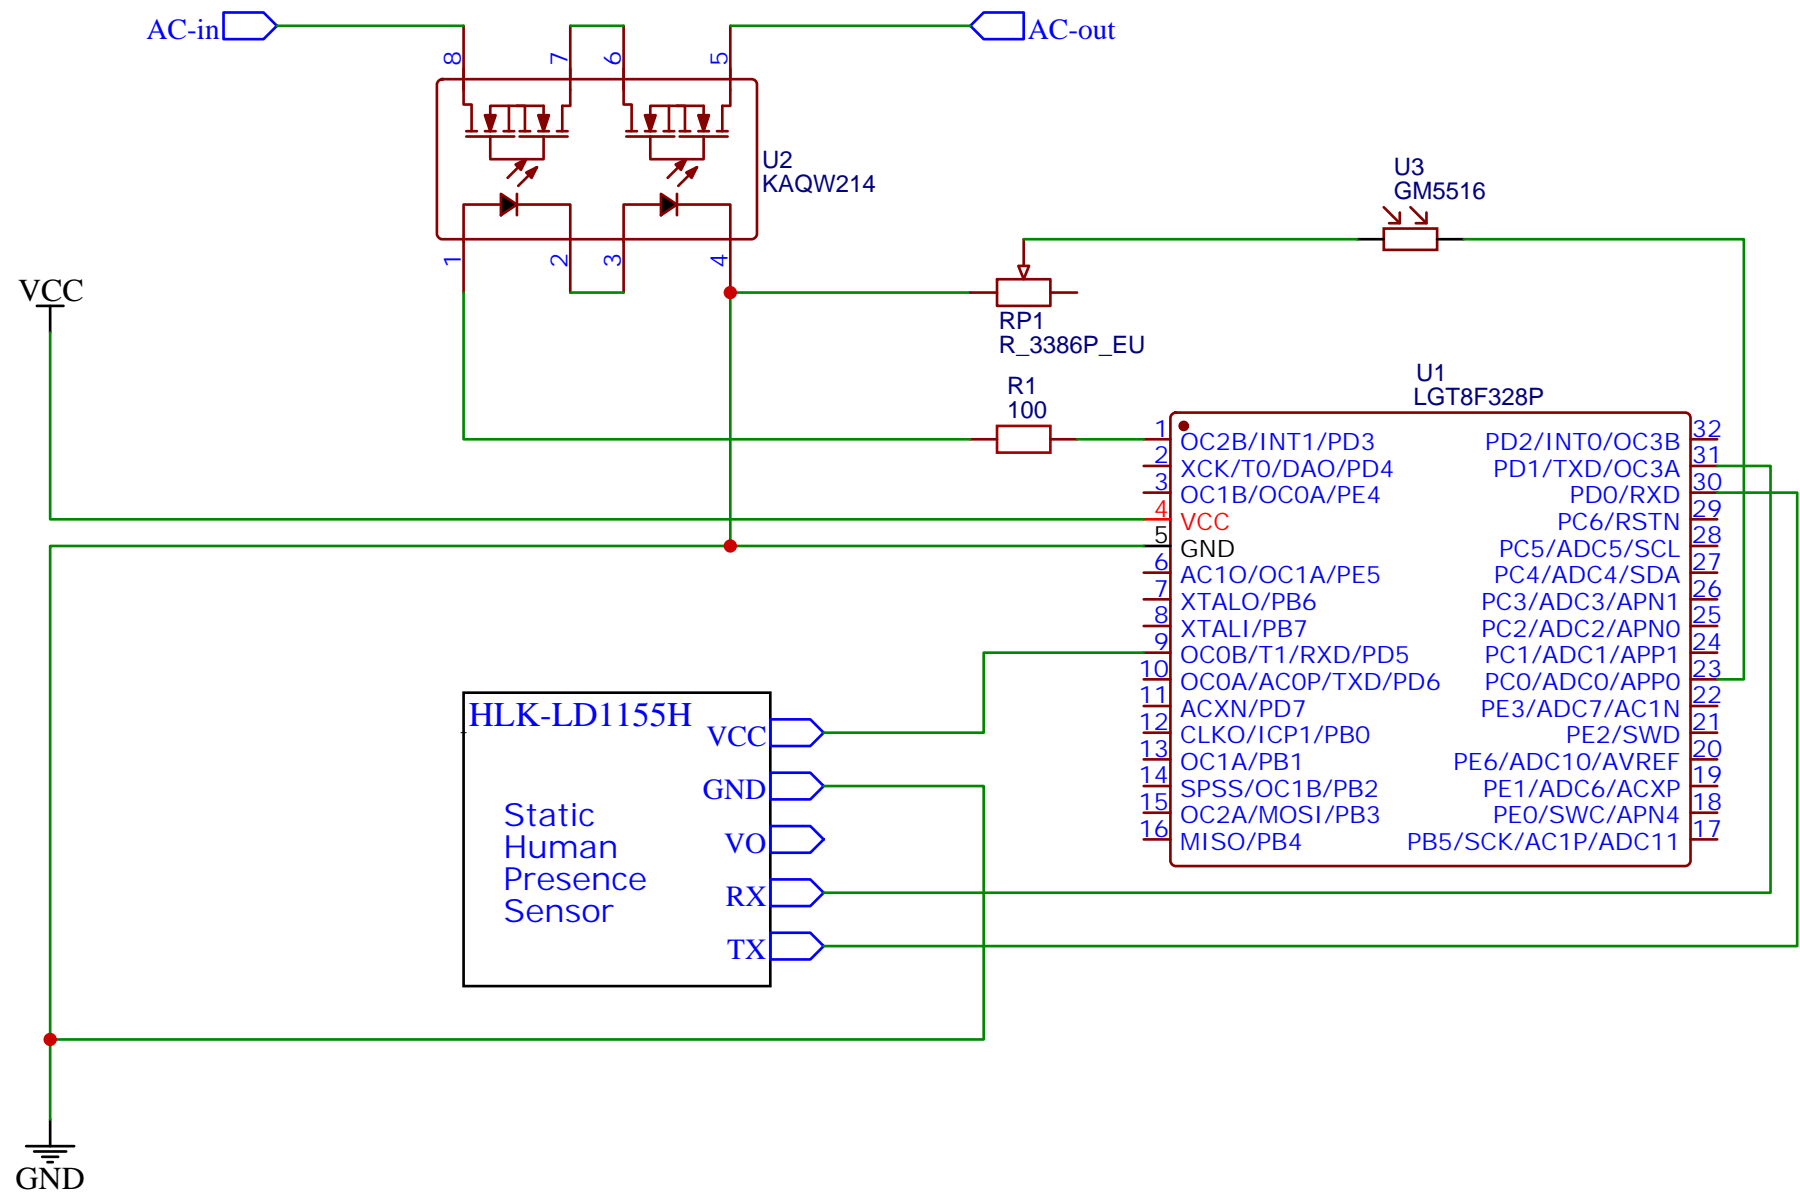 AC-in
AC-out
8
7
6
5
U2
KAQW214
1
2
3
4
U3
GM5516
VCC
RP1
R_3386P_EU
R1
100
U1
LGT8F328P
1 OC2B/INT1/PD3 PD2/INT0/OC3B 32
2 XCK/T0/DAO/PD4 PD1/TXD/OC3A 31
3 OC1B/OC0A/PE4 PD0/RXD 30
4 VCC PC6/RSTN 29
5 GND PC5/ADC5/SCL 28
6 AC1O/OC1A/PE5 PC4/ADC4/SDA 27
7 XTALO/PB6 PC3/ADC3/APN1 26
8 XTALI/PB7 PC2/ADC2/APN0 25
9 OC0B/T1/RXD/PD5 PC1/ADC1/APP1 24
10 OC0A/AC0P/TXD/PD6 PC0/ADC0/APP0 23
11 ACXN/PD7 PE3/ADC7/AC1N 22
12 CLKO/ICP1/PB0 PE2/SWD 21
13 OC1A/PB1 PE6/ADC10/AVREF 20
14 SPSS/OC1B/PB2 PE1/ADC6/ACXP 19
15 OC2A/MOSI/PB3 PE0/SWC/APN4 18
16 MISO/PB4 PB5/SCK/AC1P/ADC11 17
HLK-LD1155H
VCC
GND
VO
RX
TX
Static
Human
Presence
Sensor
GND